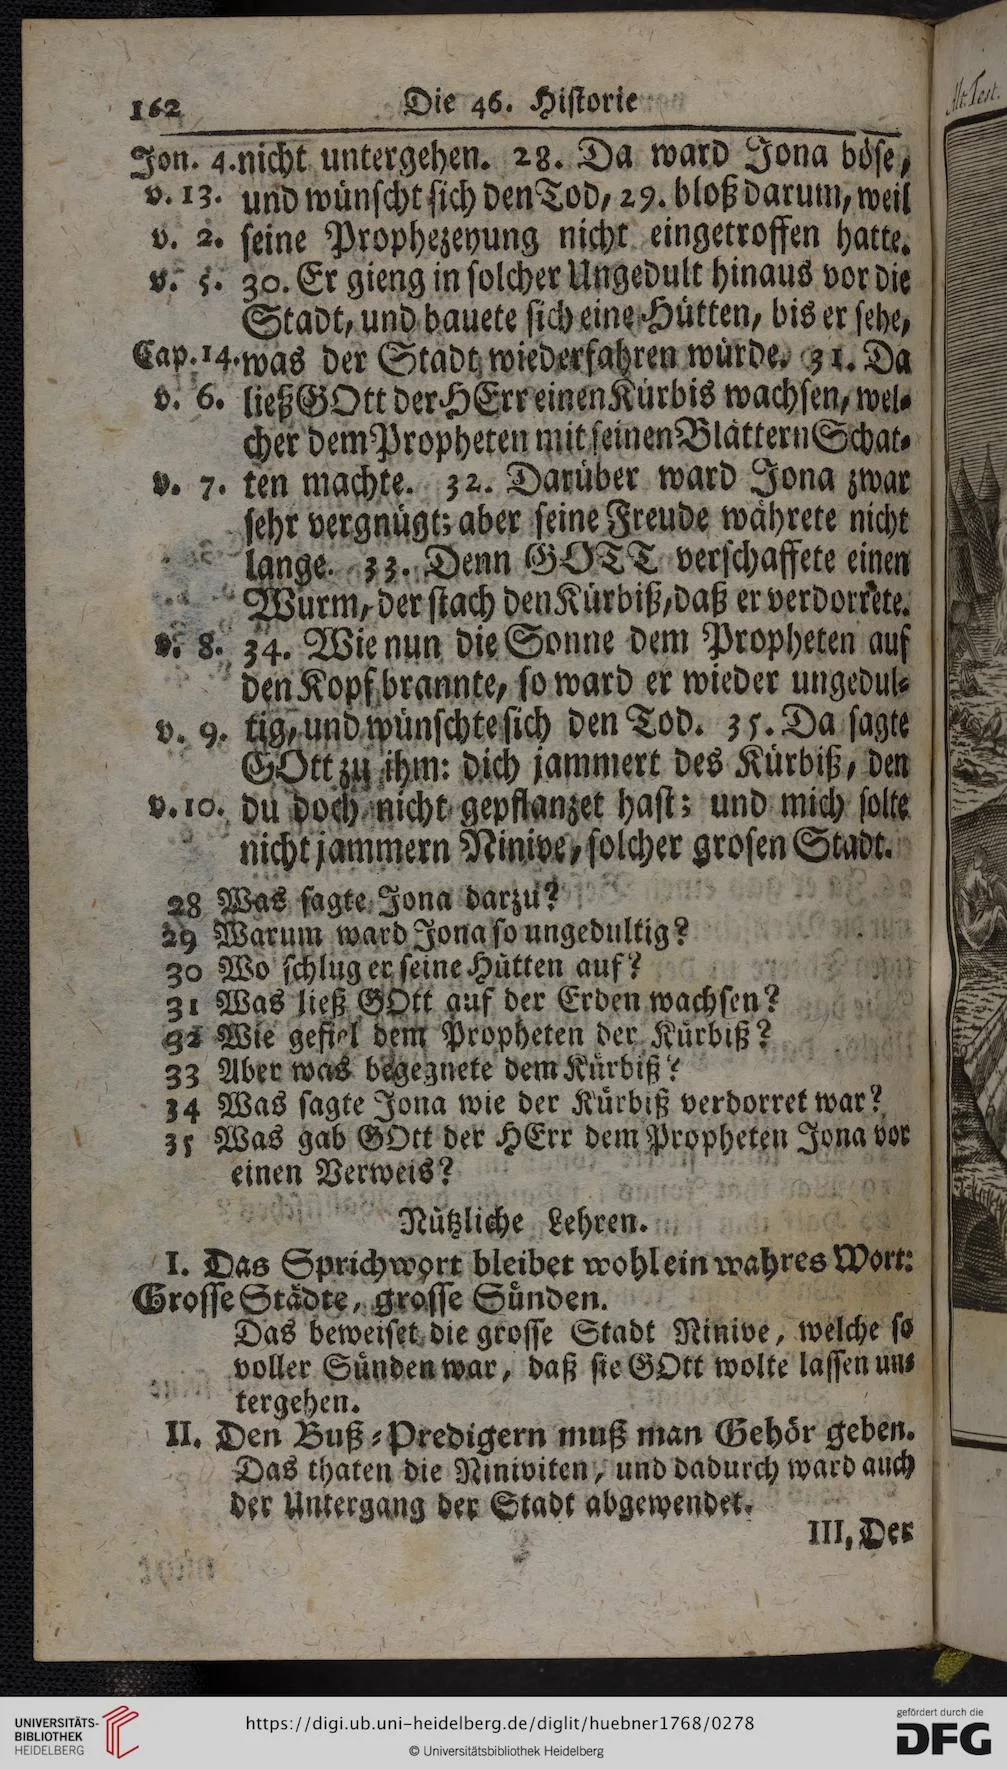 162 Die 46. Historie
Alt. Test.
Jon. 4. nicht untergehen. 28. Da ward Jona böse,
v. 13. und wünscht sich den Tod, 29. bloß darum, weil
v. 2. seine Prophezeyung nicht eingetroffen hatte.
v. 5. 30. Er gieng in solcher Ungedult hinaus vor die
Stadt, und bauete sich eine Hütten, bis er sehe,
Cap. 14. was der Stadt wiederfahren würde. 31. Da
v. 6. ließ GOtt der HErr einen Kürbis wachsen, wel-
cher dem Propheten mit seinen Blättern Schat-
v. 7. ten machte. 32. Darüber ward Jona zwar
sehr vergnügt; aber seine Freude währete nicht
lange. 33. Denn GOTT verschaffete einen
Wurm, der stach den Kürbiß, daß er verdorrete.
v. 8. 34. Wie nun die Sonne dem Propheten auf
den Kopf brannte, so ward er wieder ungedul-
v. 9. tig, und wünschte sich den Tod. 35. Da sagte
GOtt zu ihm: dich jammert des Kürbiß, den
v. 10. du doch nicht gepflanzet hast; und mich solte
nicht jammern Ninive, solcher grosen Stadt.
28 Was sagte Jona darzu?
29 Warum ward Jona so ungedultig?
30 Wo schlug er seine Hütten auf?
31 Was ließ GOtt auf der Erden wachsen?
32 Wie gefiel dem Propheten der Kürbiß?
33 Aber was begegnete dem Kürbiß?
34 Was sagte Jona wie der Kürbiß verdorret war?
35 Was gab GOtt der HErr dem Propheten Jona vor
einen Verweis?
Nützliche Lehren.
I. Das Sprichwort bleibet wohl ein wahres Wort:
Grosse Städte, grosse Sünden.
Das beweiset die grosse Stadt Ninive, welche so
voller Sünden war, daß sie GOtt wolte lassen un-
tergehen.
II. Den Buß-Predigern muß man Gehör geben.
Das thaten die Niniviten, und dadurch ward auch
der Untergang der Stadt abgewendet.
III. Der
UNIVERSITÄTS-
BIBLIOTHEK
HEIDELBERG
https://digi.ub.uni-heidelberg.de/diglit/huebner1768/0278
© Universitätsbibliothek Heidelberg
gefördert durch die
DFG